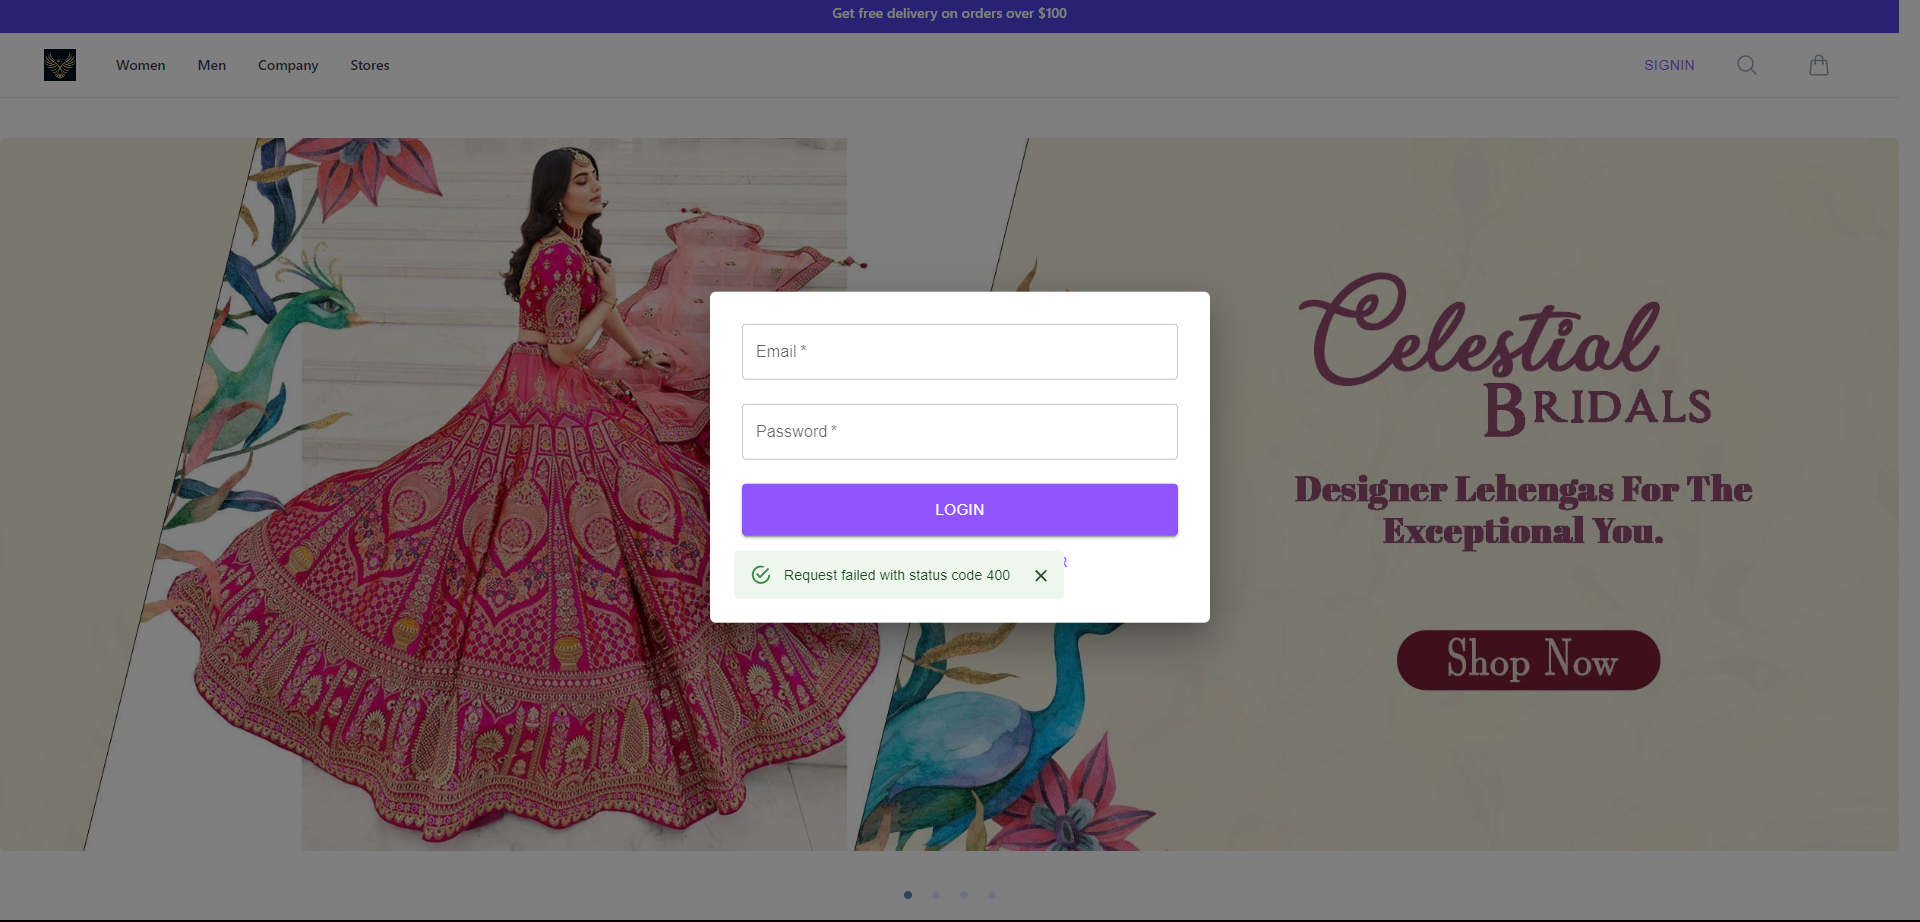 Get free delivery on orders over $100
Women
Men
Company
Stores
SIGNIN
Email *
Password *
LOGIN
R
Request failed with status code 400
Celestial
BRIDALS
Designer Lehengas For The
Exceptional You.
Shop Now